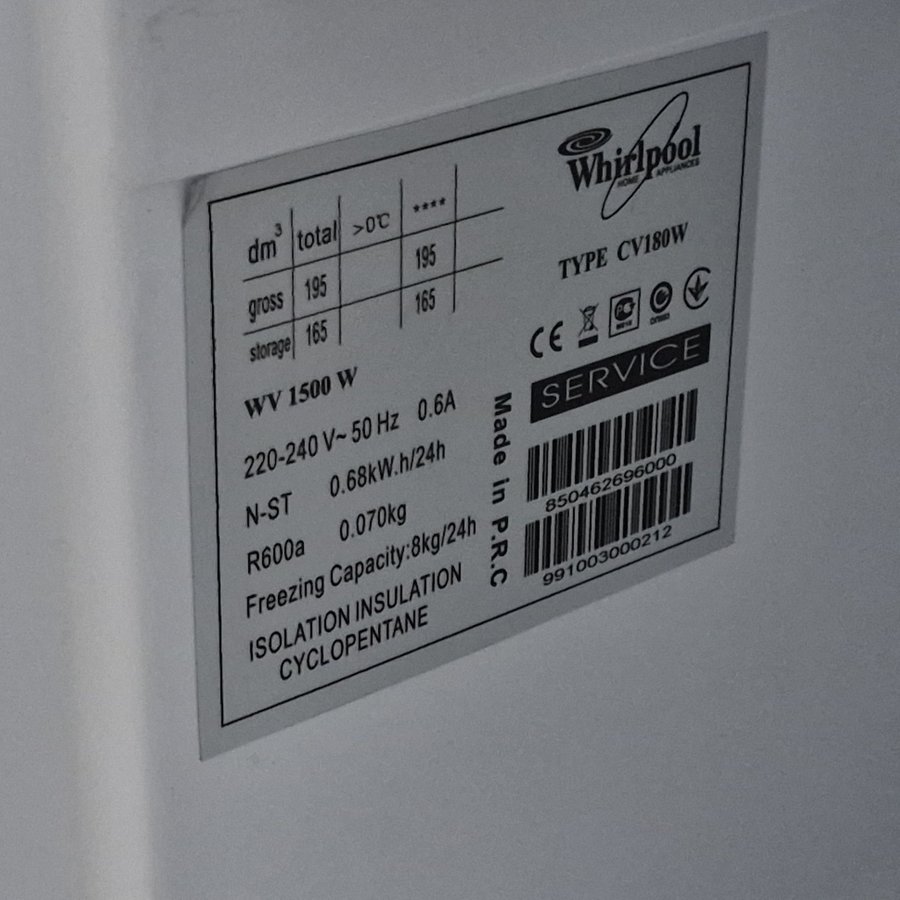 Whirlpool
HOME APPLIANCES
TYPE CV180W
dm³ total >0℃ ****
gross 195 195
storage 165 165
WV 1500 W
220-240 V~ 50 Hz 0.6A
N-ST 0.68kW.h/24h
R600a 0.070kg
Freezing Capacity:8kg/24h
ISOLATION INSULATION
CYCLOPENTANE
Made in P.R.C
CE
SERVICE
850462696000
991003000212